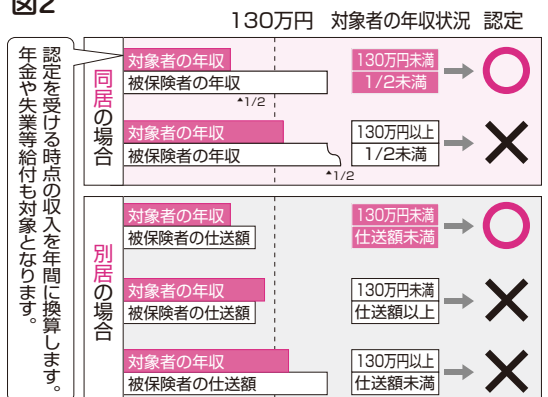 図2
130万円 対象者の年収状況 認定
認定を受ける時点の収入を年間に換算します。
年金や失業等給付も対象となります。
同居の場合
対象者の年収
被保険者の年収
▲1/2
130万円未満
1/2未満
対象者の年収
被保険者の年収
▲1/2
130万円以上
1/2未満
別居の場合
対象者の年収
被保険者の仕送額
130万円未満
仕送額未満
対象者の年収
被保険者の仕送額
130万円未満
仕送額以上
対象者の年収
被保険者の仕送額
130万円以上
仕送額未満